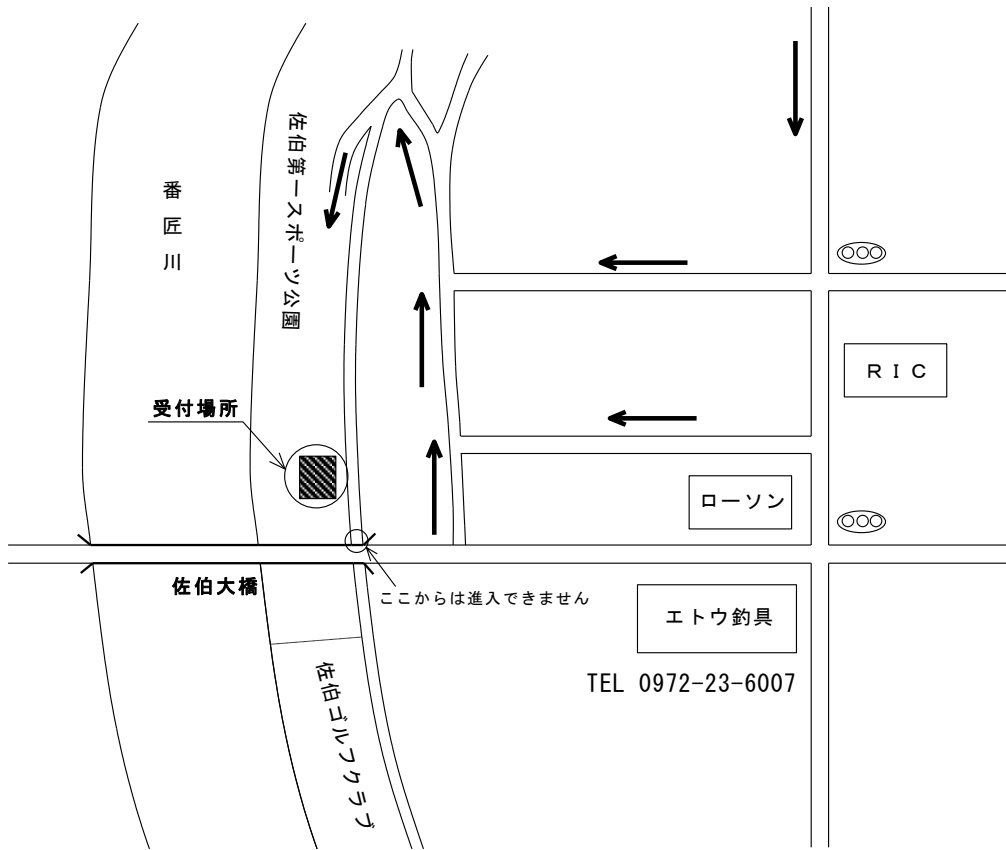 佐伯第一スポーツ公園
番匠川
ＲＩＣ
受付場所
ローソン
佐伯大橋
ここからは進入できません
エトウ釣具
TEL 0972-23-6007
佐伯ゴルフクラブ